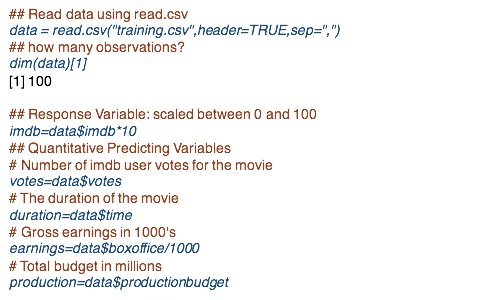 ## Read data using read.csv
data = read.csv("training.csv",header=TRUE,sep=",")
## how many observations?
dim(data)[1]
[1] 100
## Response Variable: scaled between 0 and 100
imdb=data$imdb*10
## Quantitative Predicting Variables
# Number of imdb user votes for the movie
votes=data$votes
# The duration of the movie
duration=data$time
# Gross earnings in 1000's
earnings=data$boxoffice/1000
# Total budget in millions
production=data$productionbudget